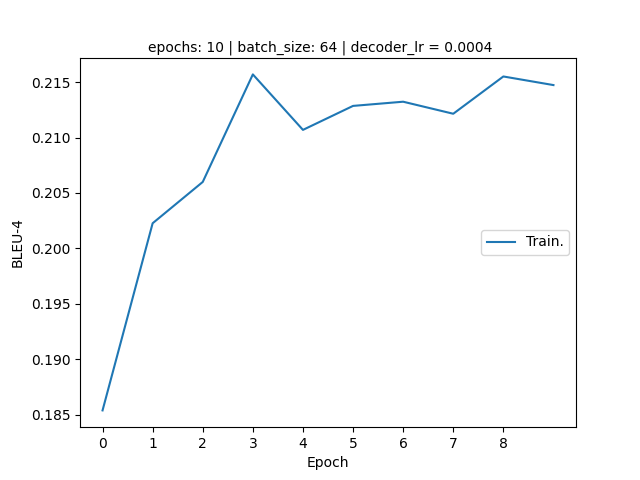 epochs: 10 | batch_size: 64 | decoder_lr = 0.0004
0.215
0.210
0.205
0.200
0.195
0.190
0.185
BLEU-4
Train.
0 1 2 3 4 5 6 7 8
Epoch